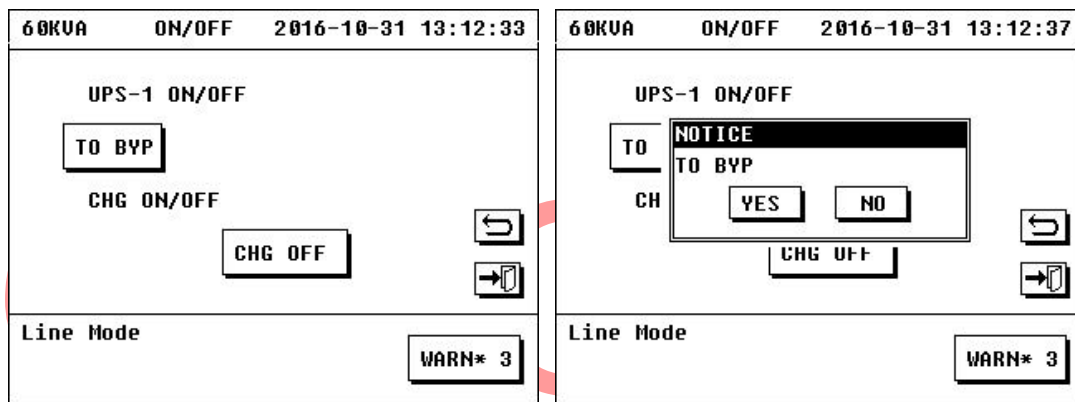 60KVA ON/OFF 2016-10-31 13:12:33
UPS-1 ON/OFF
TO BYP
CHG ON/OFF
CHG OFF
Line Mode
WARN* 3
60KVA ON/OFF 2016-10-31 13:12:37
UPS-1 ON/OFF
TO
NOTICE
TO BYP
CH
YES NO
CHG OFF
Line Mode
WARN* 3